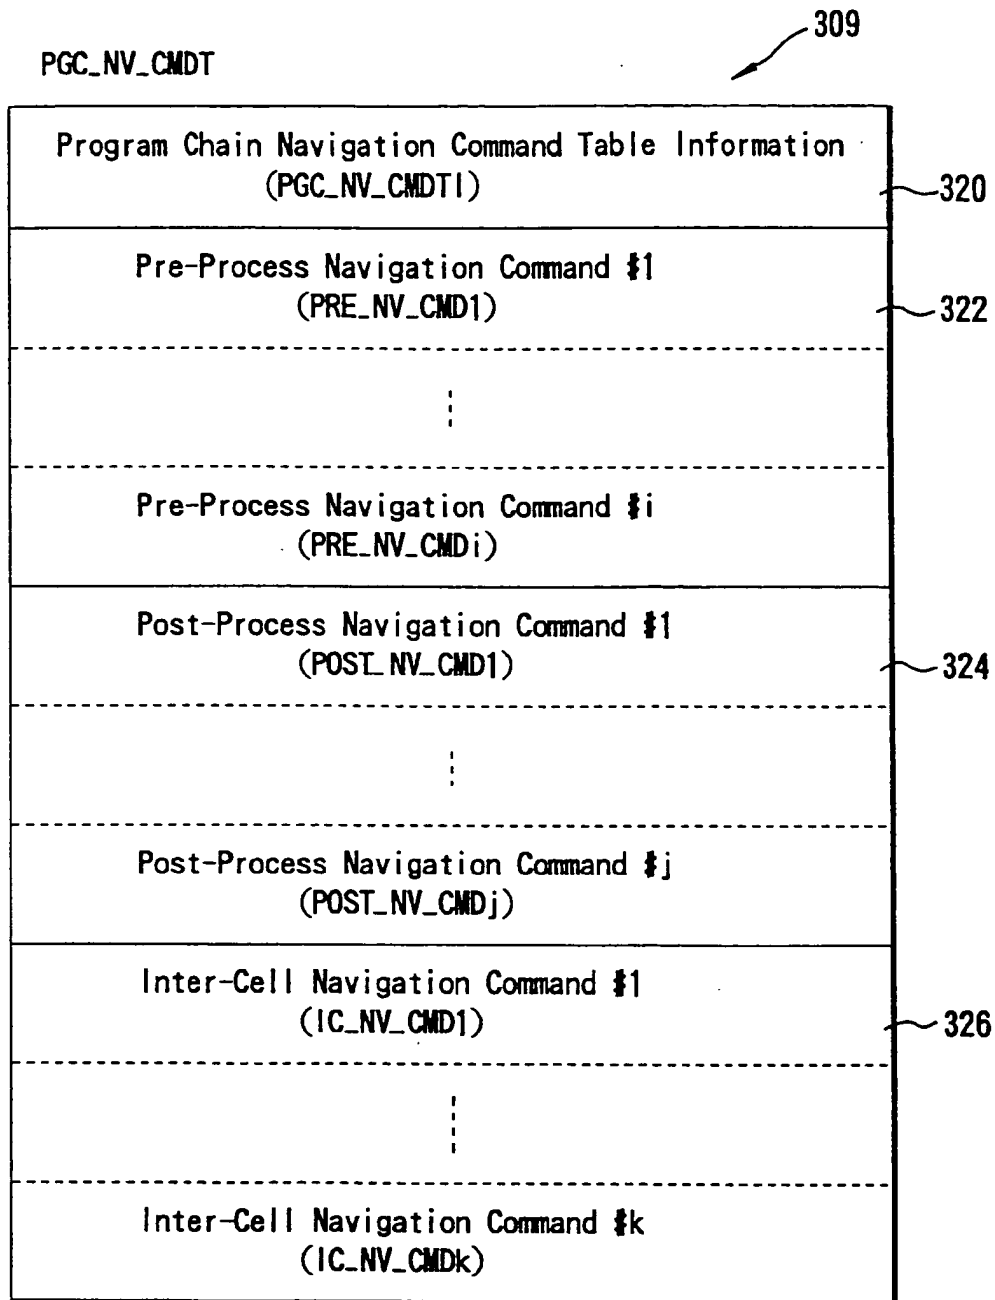 309
PGC_NV_CMDT
Program Chain Navigation Command Table Information
(PGC_NV_CMDTI)
320
Pre-Process Navigation Command #1
(PRE_NV_CMD1)
322
Pre-Process Navigation Command #i
(PRE_NV_CMDi)
Post-Process Navigation Command #1
(POST_NV_CMD1)
324
Post-Process Navigation Command #j
(POST_NV_CMDj)
Inter-Cell Navigation Command #1
(IC_NV_CMD1)
326
Inter-Cell Navigation Command #k
(IC_NV_CMDk)